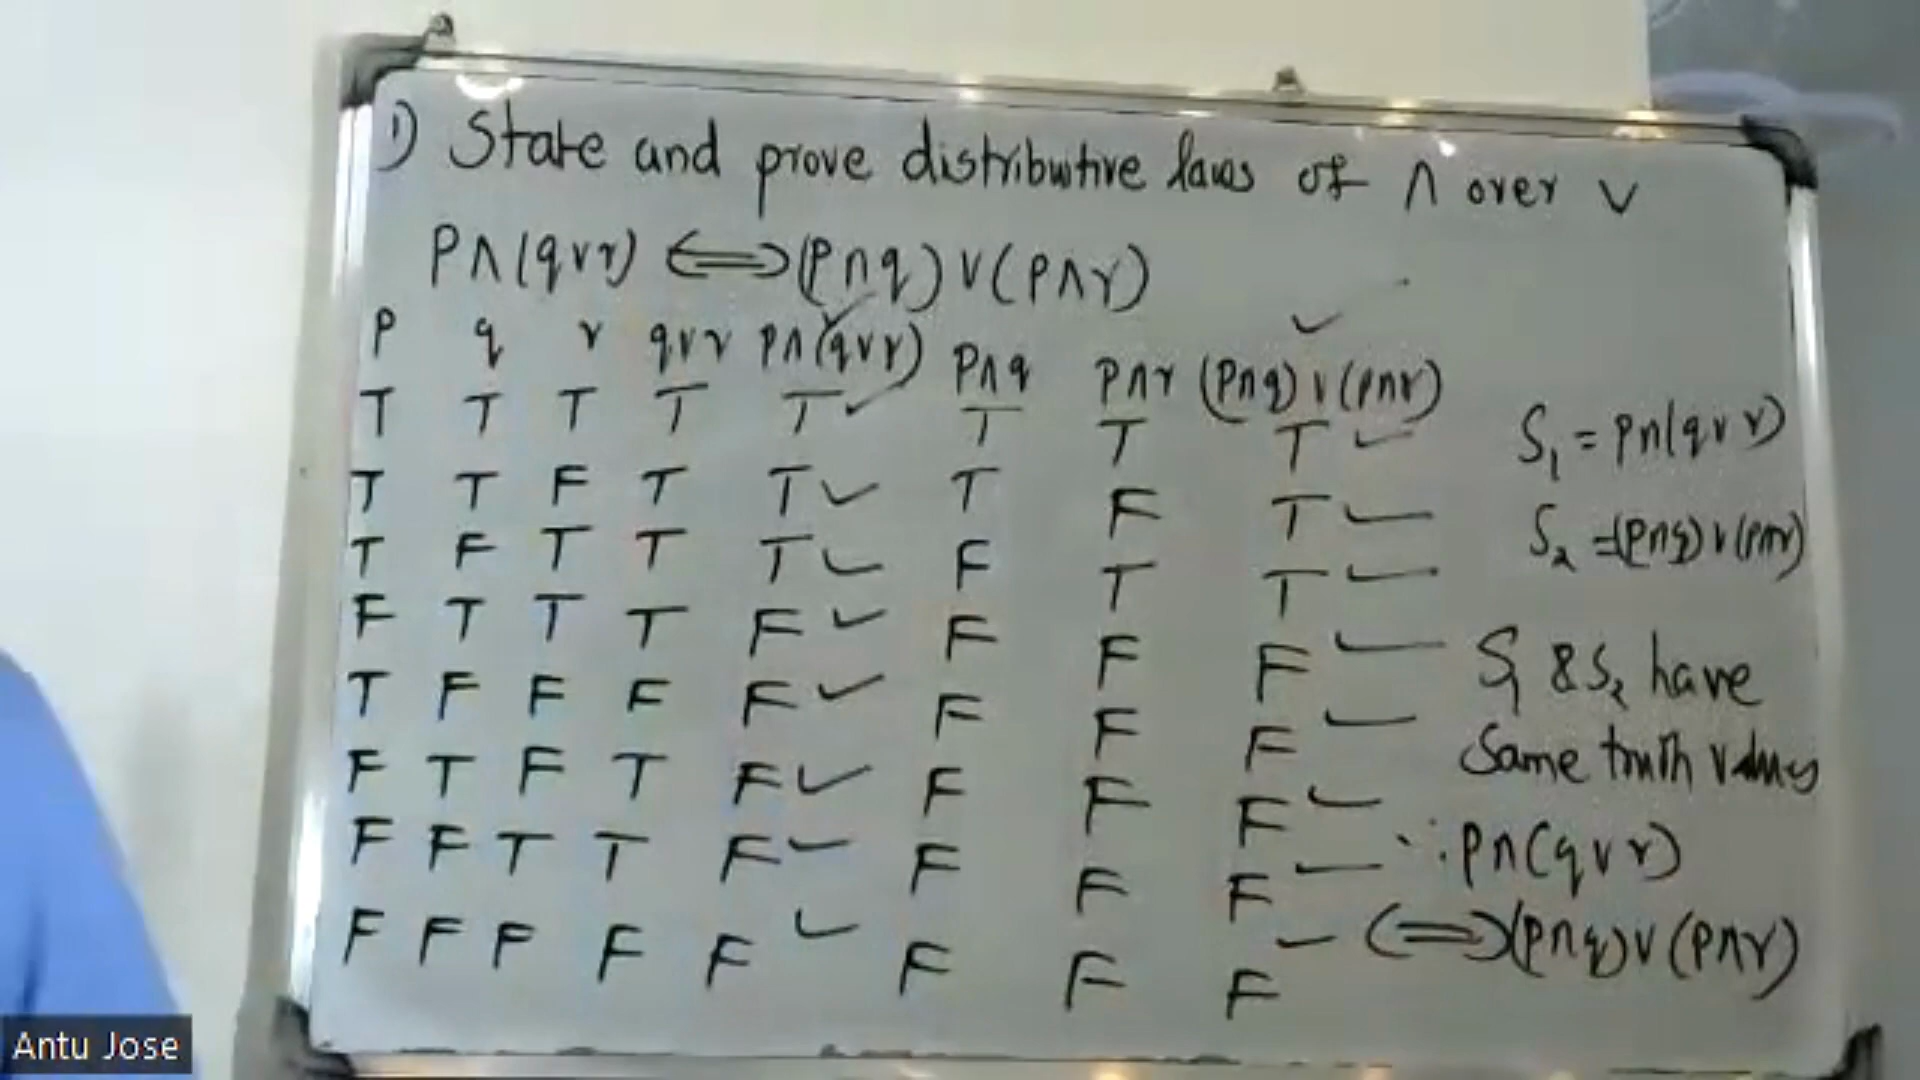 1) State and prove distributive laws of ∧ over ∨
P∧(q∨r) ⇔ (P∧q)∨(P∧r)
P q r q∨r P∧(q∨r) P∧q P∧r (P∧q)∨(P∧r)
T T T T T ✓ T T T ✓
T T F T T ✓ T F T ✓
T F T T T ✓ F T T ✓
F T T T F ✓ F F F ✓
T F F F F ✓ F F F ✓
F T F T F ✓ F F F ✓
F F T T F ✓ F F F ✓
F F F F F ✓ F F F ✓
S₁ = P∧(q∨r)
S₂ = (P∧q)∨(P∧r)
S₁ & S₂ have
Same truth values
∴ P∧(q∨r)
⇔ (P∧q)∨(P∧r)
Antu Jose